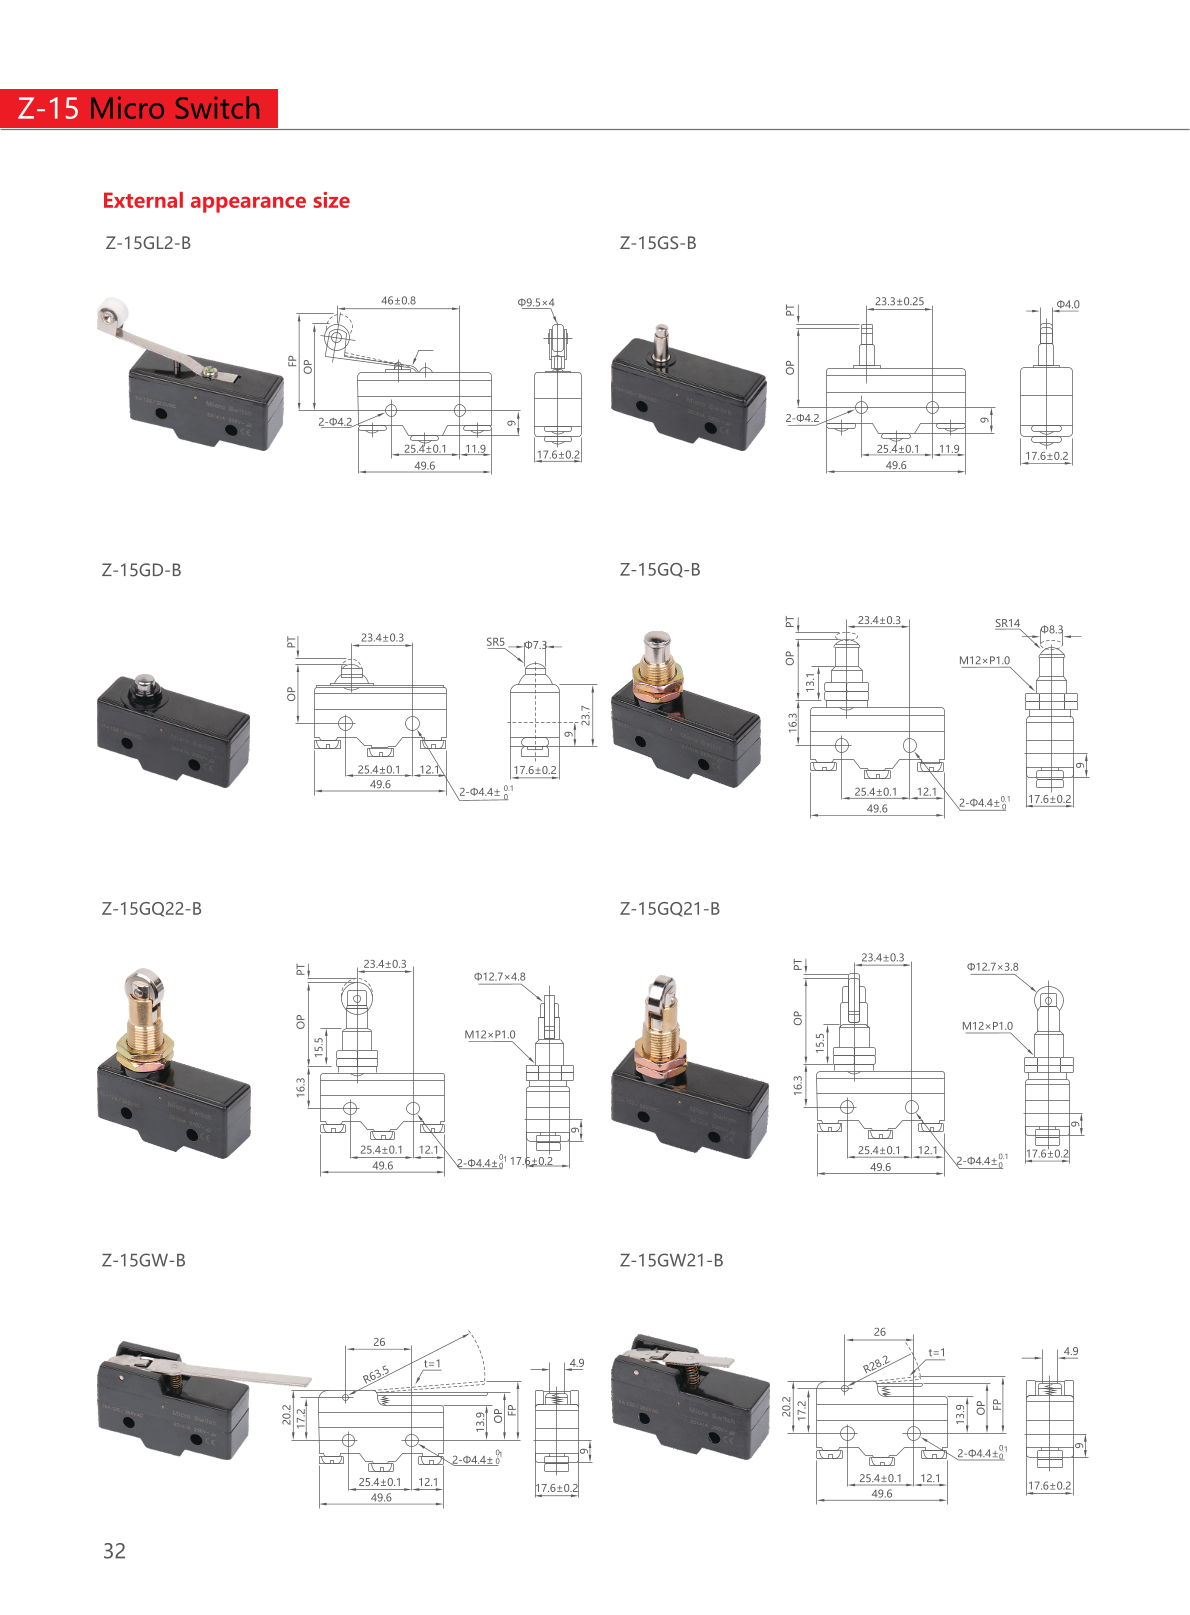 Z-15 Micro Switch
External appearance size
Z-15GL2-B
Z-15GS-B
46±0.8
Φ9.5×4
FP
OP
2-Φ4.2
9
25.4±0.1
11.9
49.6
17.6±0.2
PT
23.3±0.25
Φ4.0
OP
2-Φ4.2
9
25.4±0.1
11.9
49.6
17.6±0.2
Z-15GD-B
Z-15GQ-B
PT
23.4±0.3
SR5
Φ7.3
OP
23.7
9
25.4±0.1
12.1
49.6
17.6±0.2
2-Φ4.4± 0.1 0
PT
23.4±0.3
SR14
Φ8.3
OP
M12×P1.0
13.1
16.3
9
25.4±0.1
12.1
49.6
2-Φ4.4± 0.1 0
17.6±0.2
Z-15GQ22-B
Z-15GQ21-B
PT
23.4±0.3
Φ12.7×4.8
OP
M12×P1.0
15.5
16.3
9
25.4±0.1
12.1
49.6
2-Φ4.4± 0.1 0
17.6±0.2
PT
23.4±0.3
Φ12.7×3.8
OP
M12×P1.0
15.5
16.3
9
25.4±0.1
12.1
49.6
2-Φ4.4± 0.1 0
17.6±0.2
Z-15GW-B
Z-15GW21-B
26
R63.5
t=1
4.9
20.2
17.2
13.9
OP
FP
9
2-Φ4.4± 0.1 0
25.4±0.1
12.1
49.6
17.6±0.2
26
R28.2
t=1
4.9
20.2
17.2
13.9
OP
FP
9
2-Φ4.4± 0.1 0
25.4±0.1
12.1
49.6
17.6±0.2
32